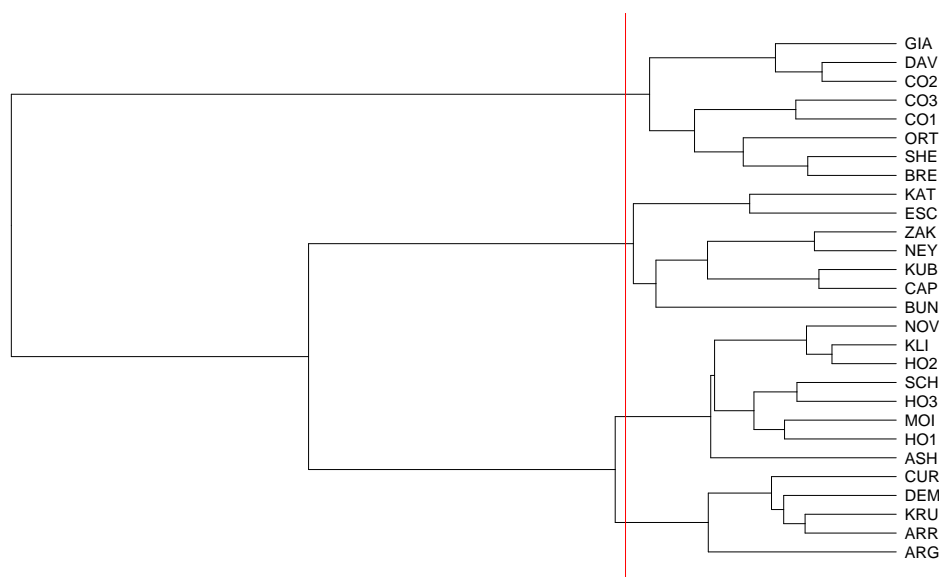 GIA
DAV
CO2
CO3
CO1
ORT
SHE
BRE
KAT
ESC
ZAK
NEY
KUB
CAP
BUN
NOV
KLI
HO2
SCH
HO3
MOI
HO1
ASH
CUR
DEM
KRU
ARR
ARG